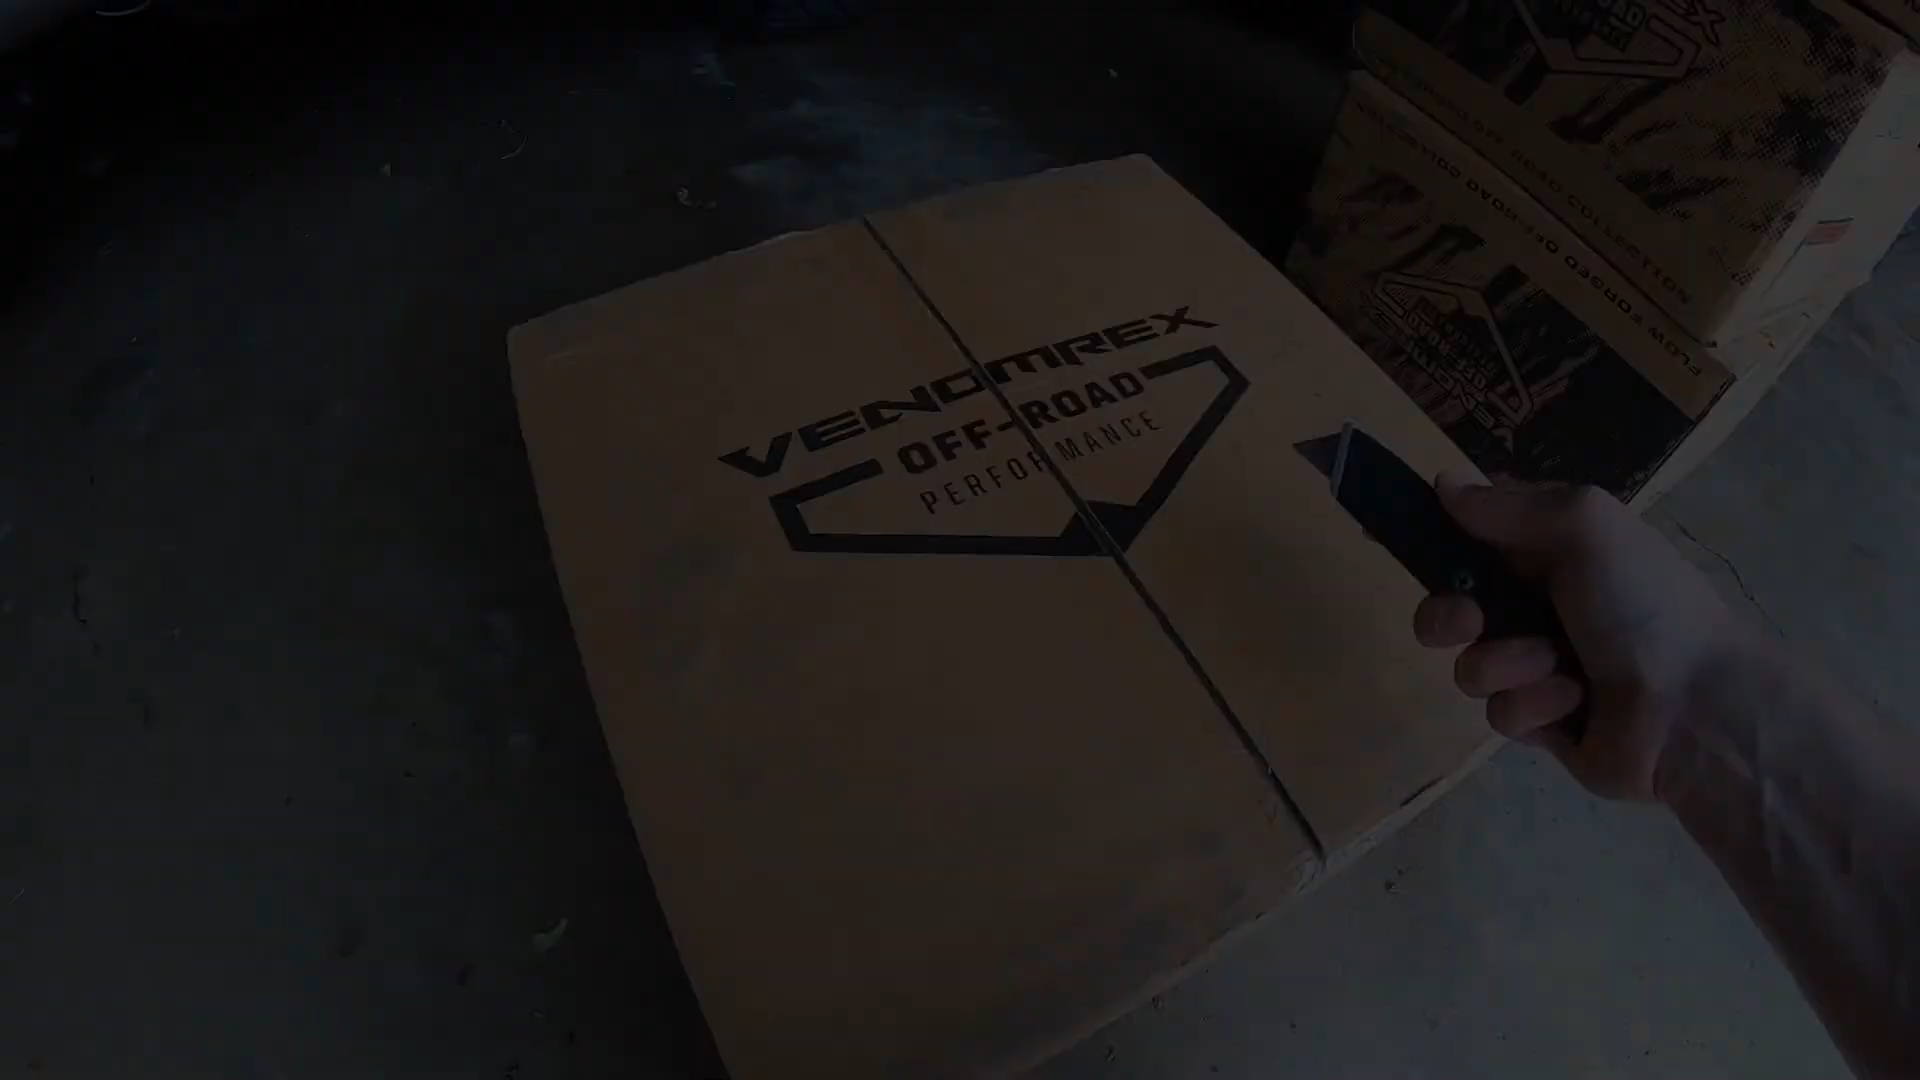 VENOMREX
OFF-ROAD
PERFORMANCE
FLOW FORGED OFF-ROAD COLLECTION